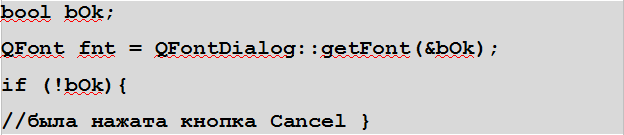 bool bOk;
QFont fnt = QFontDialog::getFont(&bOk);
if (!bOk){
//была нажата кнопка Cancel }